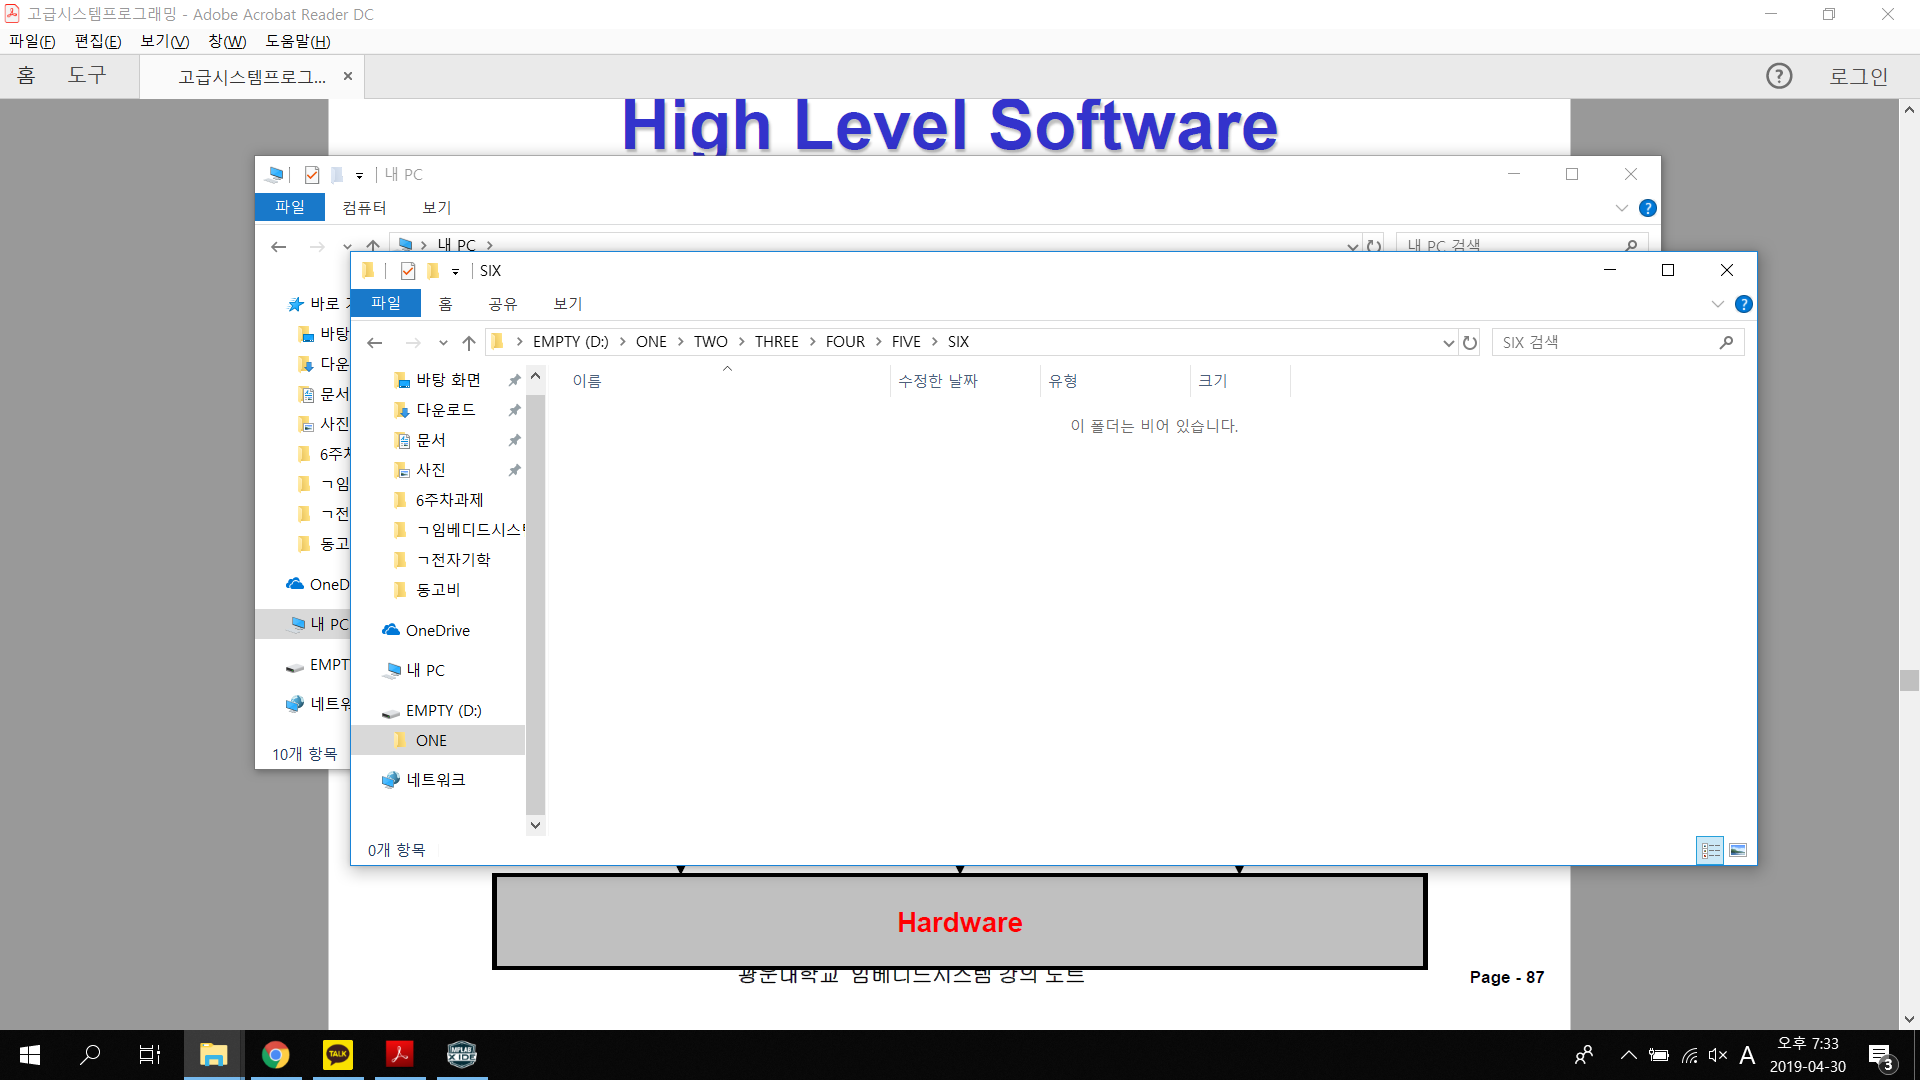 고급시스템프로그래밍 - Adobe Acrobat Reader DC
파일(F) 편집(E) 보기(V) 창(W) 도움말(H)
홈 도구 고급시스템프로그... ×
? 로그인
High Level Software
내 PC
파일 컴퓨터 보기
내 PC
내 PC 검색
바로
바탕
다운
문서
사진
6주차
ㄱ임
ㄱ전
동고
OneD
내 PC
EMPT
네트워
10개 항목
SIX
파일 홈 공유 보기
EMPTY (D:) ONE TWO THREE FOUR FIVE SIX
SIX 검색
이름 수정한 날짜 유형 크기
이 폴더는 비어 있습니다.
바탕 화면
다운로드
문서
사진
6주차과제
ㄱ임베디드시스
ㄱ전자기학
동고비
OneDrive
내 PC
EMPTY (D:)
ONE
네트워크
0개 항목
Hardware
광운대학교 임베디드시스템 강의 노트
Page - 87
TALK
MPLAB
X IDE
A
오후 7:33
2019-04-30
3